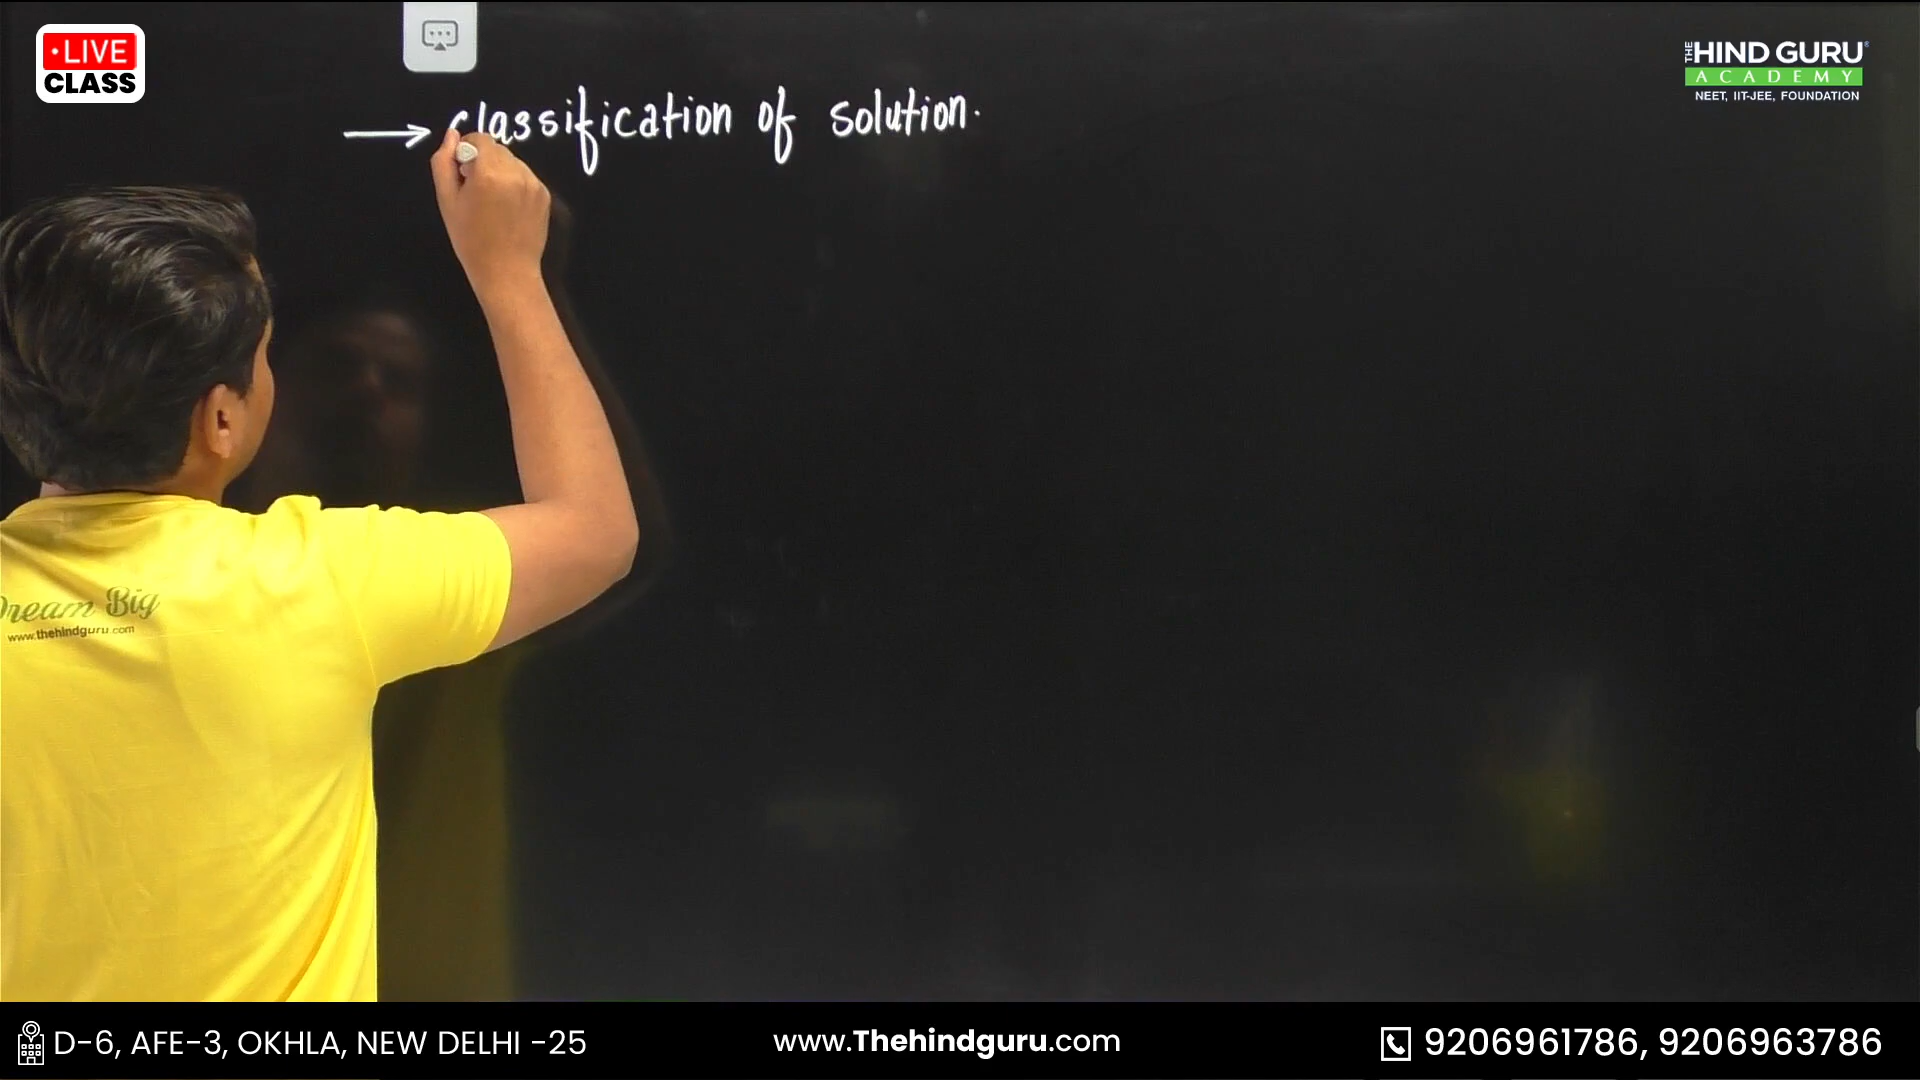 • LIVE
CLASS
THE HIND GURU
ACADEMY
NEET, IIT-JEE, FOUNDATION
→ classification of solution.
Dream Big
www.thehindguru.com
D-6, AFE-3, OKHLA, NEW DELHI -25
www.Thehindguru.com
9206961786, 9206963786